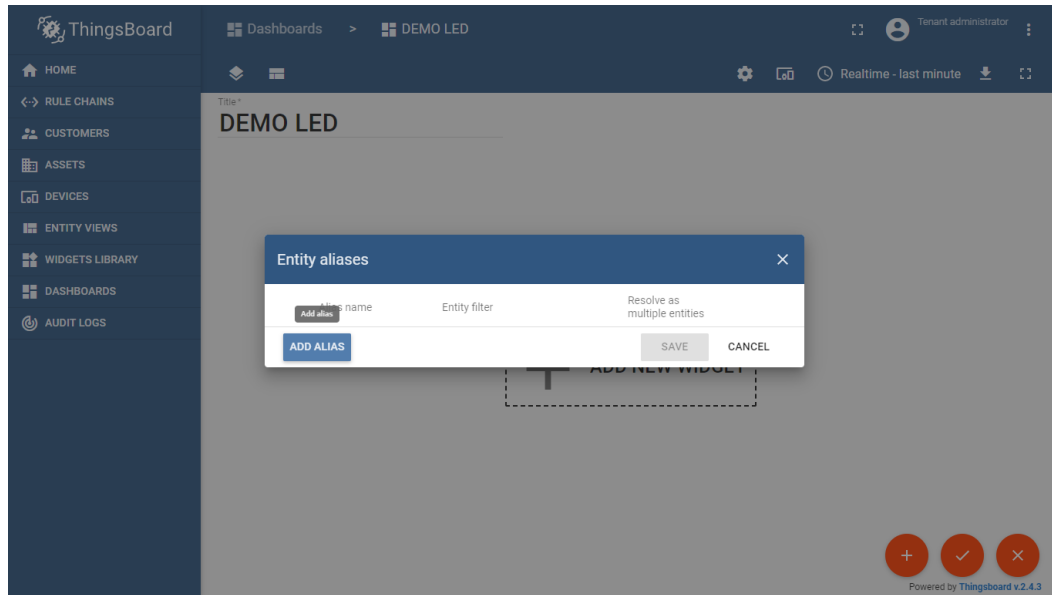 ThingsBoard
Dashboards > DEMO LED
Tenant administrator
HOME
Realtime - last minute
RULE CHAINS
CUSTOMERS
ASSETS
DEVICES
ENTITY VIEWS
WIDGETS LIBRARY
DASHBOARDS
AUDIT LOGS
Title *
DEMO LED
Entity aliases
Alias name
Entity filter
Resolve as
multiple entities
Add alias
ADD ALIAS
SAVE
CANCEL
ADD NEW WIDGET
Powered by Thingsboard v.2.4.3